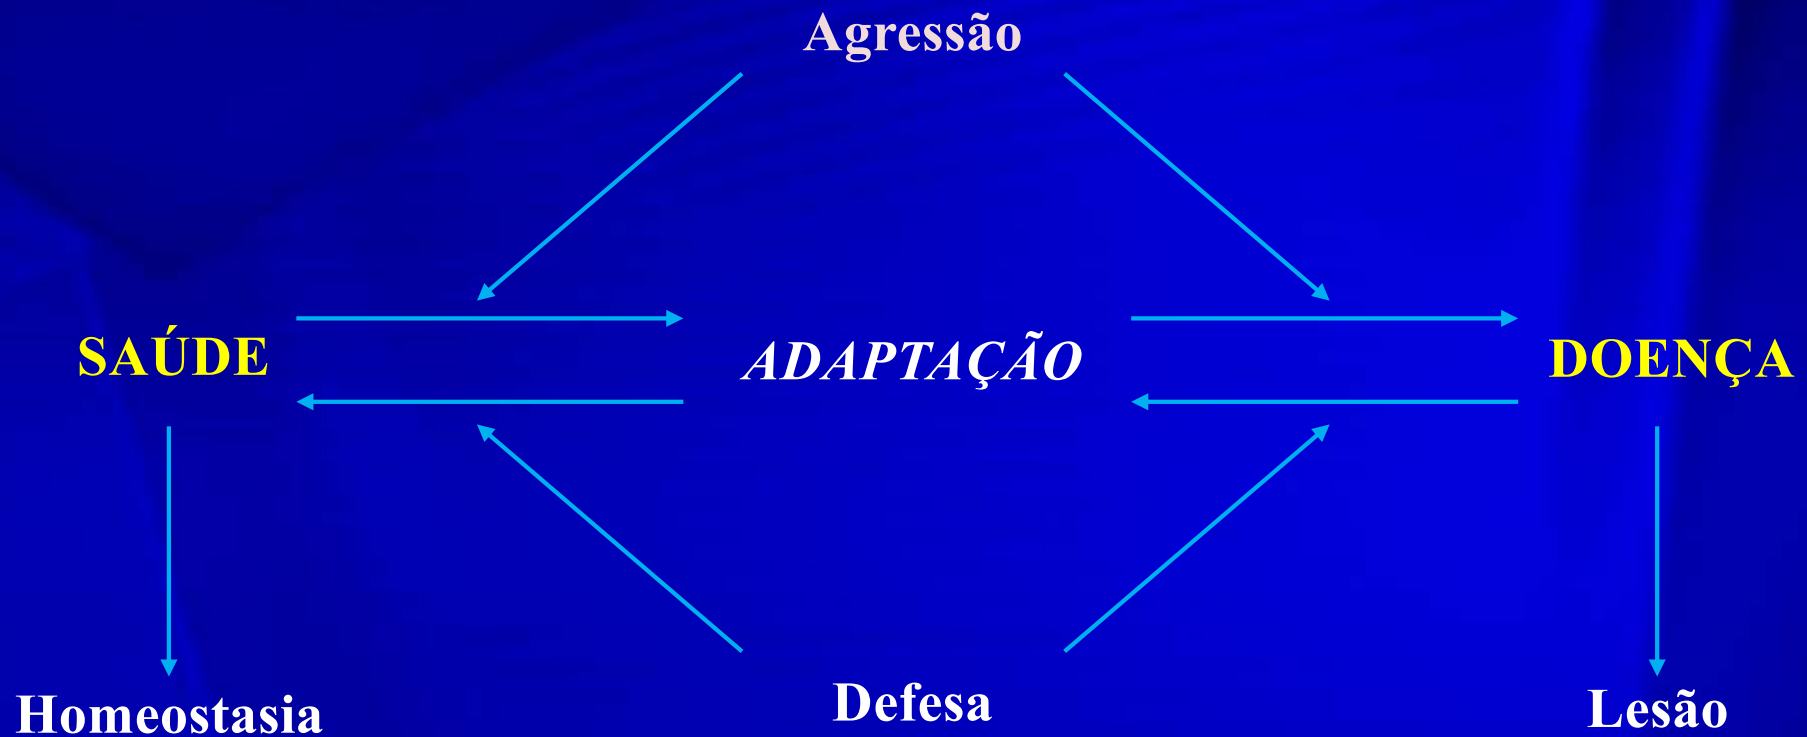 Agressão
SAÚDE
ADAPTAÇÃO
DOENÇA
Homeostasia
Defesa
Lesão